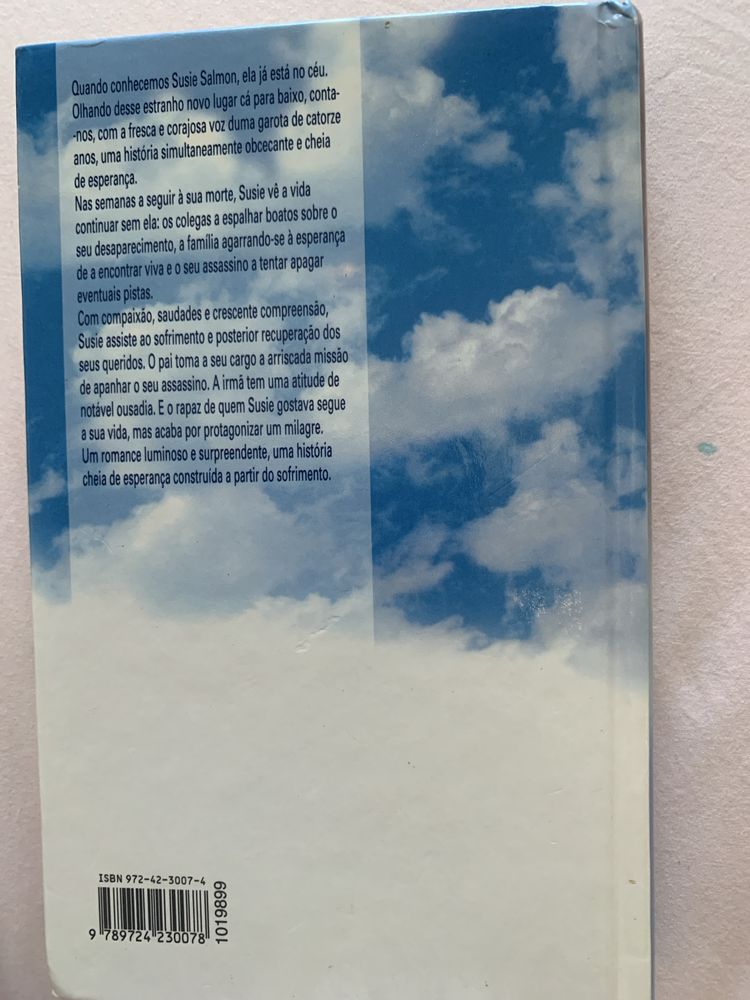 Quando conhecemos Susie Salmon, ela já está no céu.
Olhando desse estranho novo lugar cá para baixo, conta-
-nos, com a fresca e corajosa voz duma garota de catorze
anos, uma história simultaneamente obcecante e cheia
de esperança.
Nas semanas a seguir à sua morte, Susie vê a vida
continuar sem ela: os colegas a espalhar boatos sobre o
seu desaparecimento, a família agarrando-se à esperança
de a encontrar viva e o seu assassino a tentar apagar
eventuais pistas.
Com compaixão, saudades e crescente compreensão,
Susie assiste ao sofrimento e posterior recuperação dos
seus queridos. O pai toma a seu cargo a arriscada missão
de apanhar o seu assassino. A irmã tem uma atitude de
notável ousadia. E o rapaz de quem Susie gostava segue
a sua vida, mas acaba por protagonizar um milagre.
Um romance luminoso e surpreendente, uma história
cheia de esperança construída a partir do sofrimento.
ISBN 972-42-3007-4
9 789724 230078
1019899